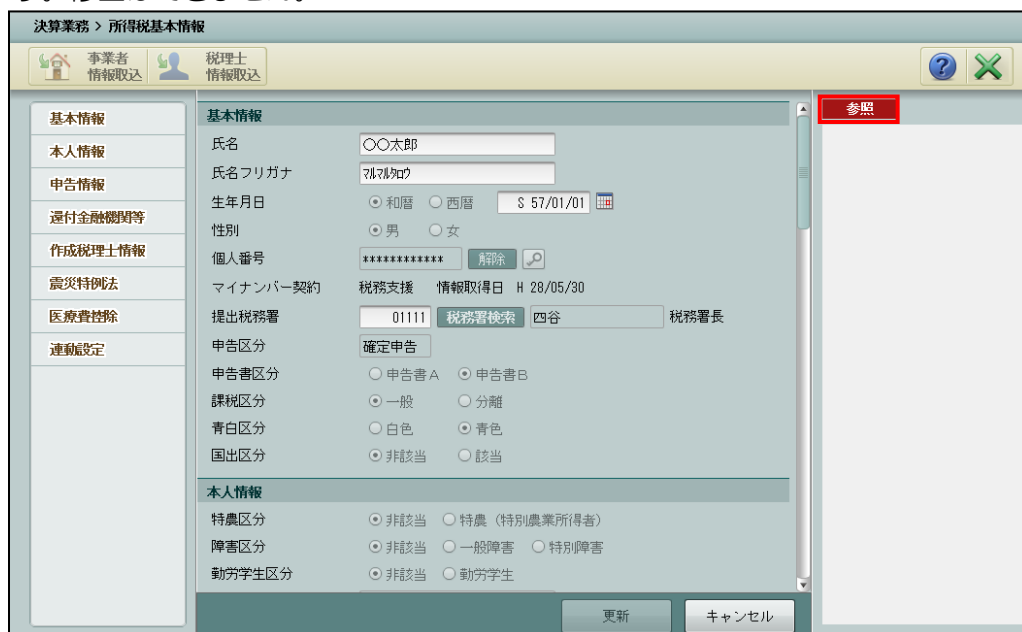 決算業務 > 所得税基本情報
事業者
情報取込
税理士
情報取込
基本情報
本人情報
申告情報
還付金融機関等
作成税理士情報
震災特例法
医療費控除
連動設定
基本情報
氏名 〇〇太郎
氏名フリガナ ﾏﾙﾏﾙﾀﾛｳ
生年月日 和暦 西暦 S 57/01/01
性別 男 女
個人番号 ************ 解除
マイナンバー契約 税務支援 情報取得日 H 28/05/30
提出税務署 01111 税務署検索 四谷 税務署長
申告区分 確定申告
申告書区分 申告書A 申告書B
課税区分 一般 分離
青白区分 白色 青色
国出区分 非該当 該当
本人情報
特農区分 非該当 特農（特別農業所得者）
障害区分 非該当 一般障害 特別障害
勤労学生区分 非該当 勤労学生
更新 キャンセル
参照